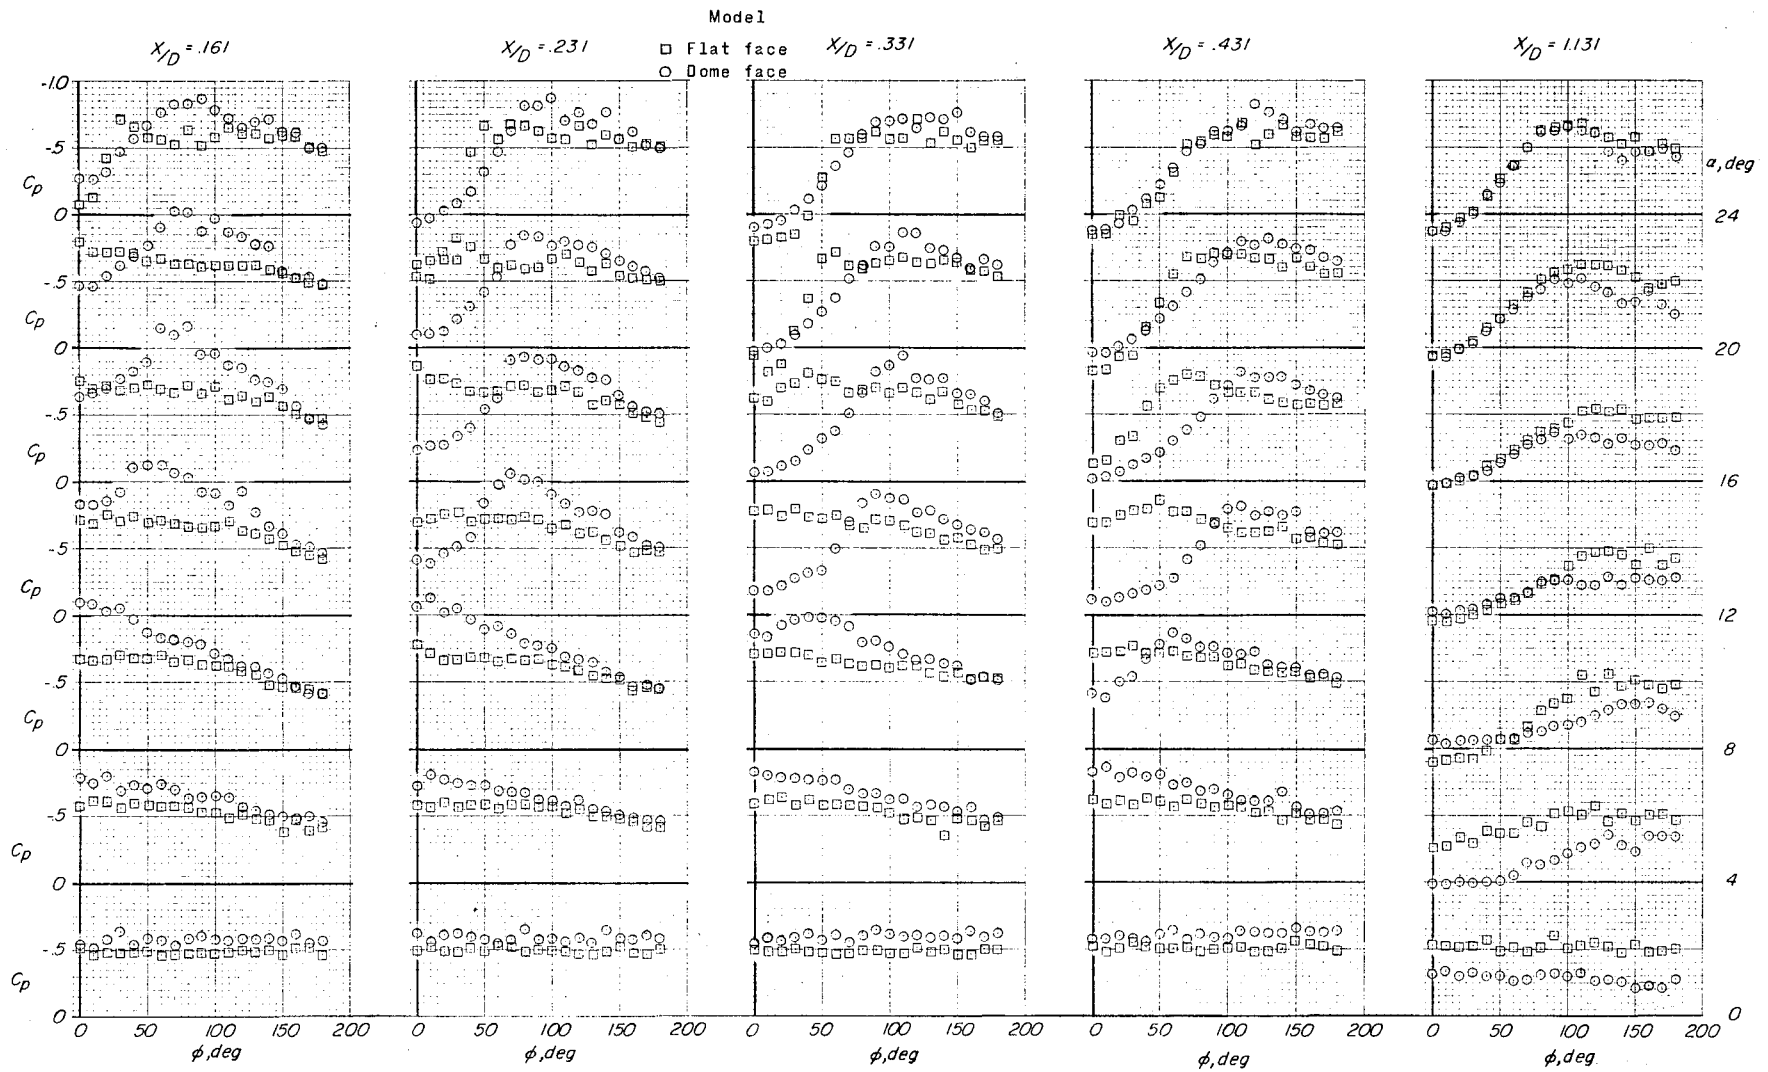 Model
X/D = .161
X/D = .231
□ Flat face
○ Dome face
X/D = .331
X/D = .431
X/D = 1.131
-1.0
-.5
Cp
0
α, deg
24
-.5
Cp
0
20
-.5
Cp
0
16
-.5
Cp
0
12
-.5
Cp
0
8
-.5
Cp
0
4
-.5
Cp
0
0
0 50 100 150 200
0 50 100 150 200
0 50 100 150 200
0 50 100 150 200
0 50 100 150 200
φ, deg
φ, deg
φ, deg
φ, deg
φ, deg